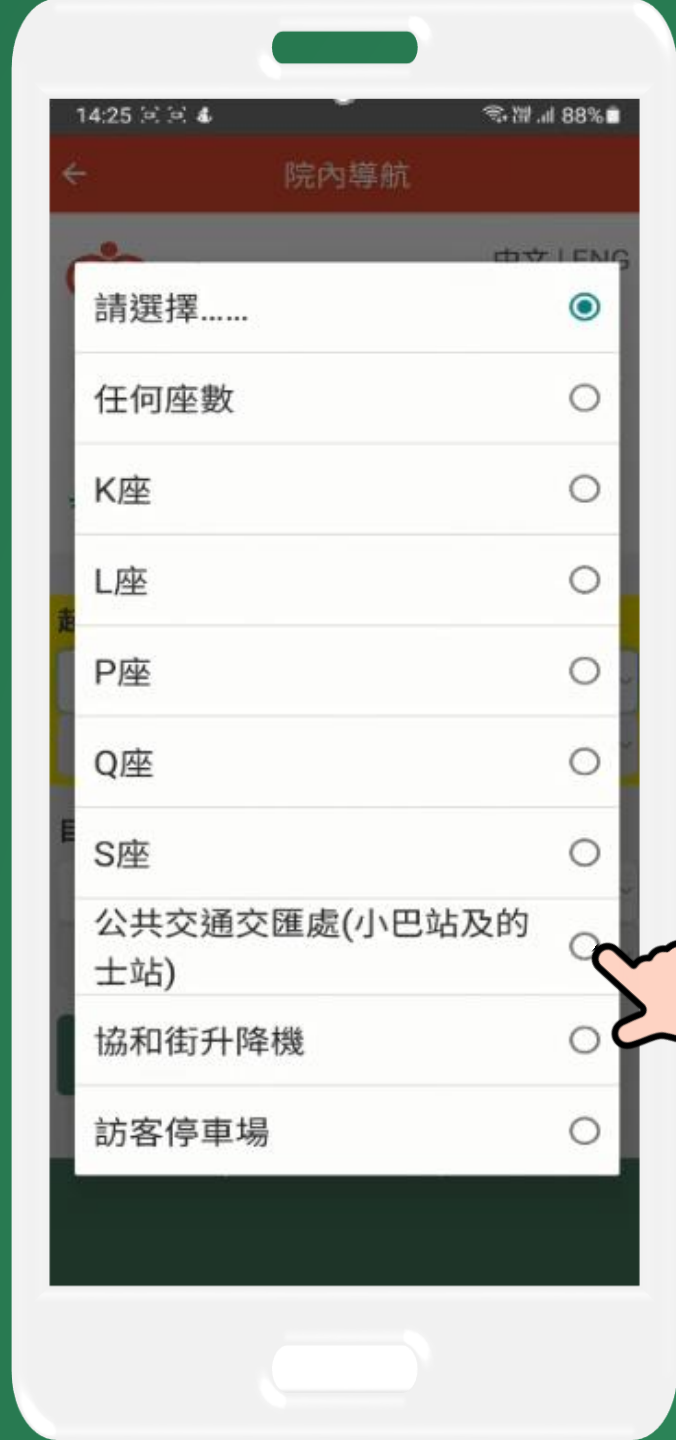 14:25 88%
院內導航
中文 | ENG
請選擇......
任何座數
K座
L座
P座
Q座
S座
公共交通交匯處(小巴站及的
士站)
協和街升降機
訪客停車場